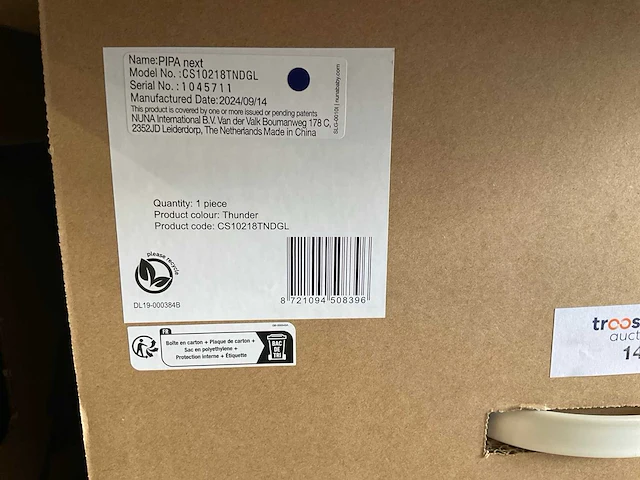 Name:PIPA next
Model No.:CS10218TNDGL
Serial No.:1045711
Manufactured Date:2024/09/14
This product is covered by one or more issued or pending patents
NUNA International B.V. Van der Valk Boumanweg 178 C,
2352JD Leiderdorp, The Netherlands Made in China
nunababy.com
Quantity: 1 piece
Product colour: Thunder
Product code: CS10218TNDGL
please recycle
DL19-000384B
8 721094 508396
FR
Boîte en carton + Plaque de carton +
Sac en polyéthylène +
Protection interne + Étiquette
BAC
DE
TRI
troos
auct
14